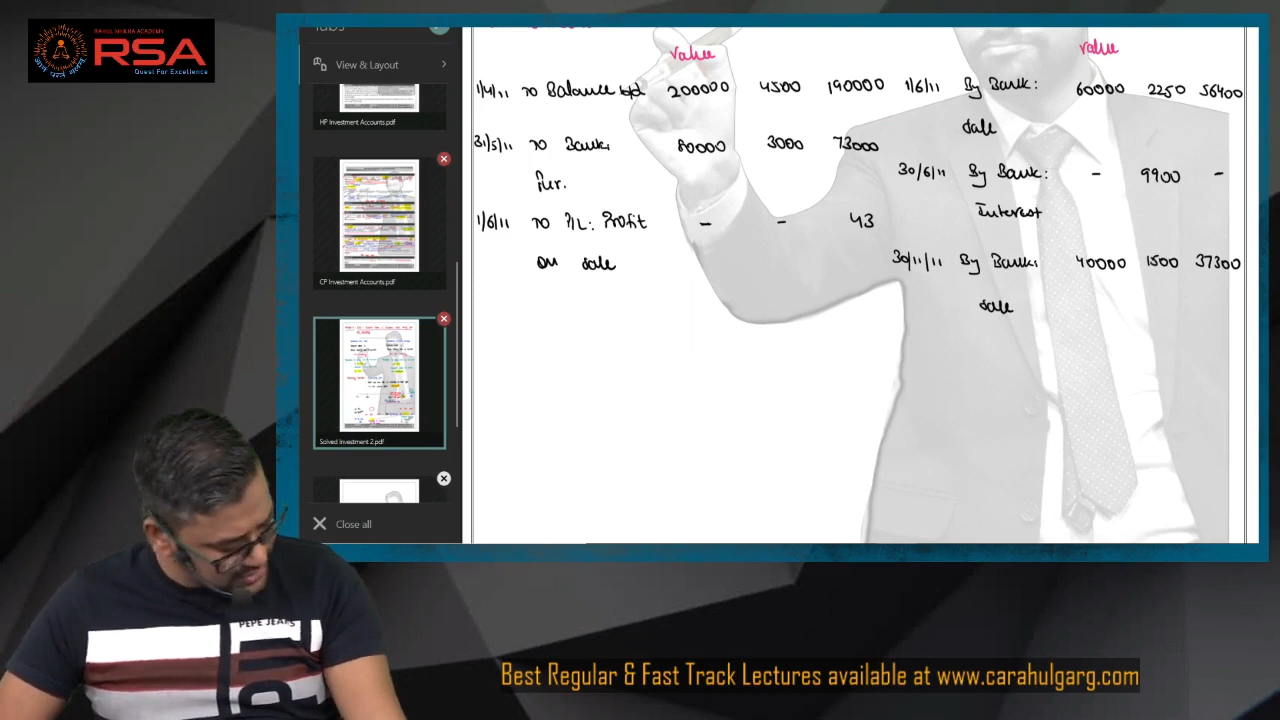 RAHUL MALKAN ACADEMY
RSA
Quest For Excellence
Tabs
View & Layout
HP Investment Accounts.pdf
CP Investment Accounts.pdf
Solved Investment 2.pdf
Close all
value value
1/4/11 To Balance b/d 200000 4500 190000 1/6/11 By Bank: 60000 2250 56400
Sale
31/5/11 To Bank: 80000 3000 73000
30/6/11 By Bank: - 9900 -
Pur.
Interest
1/6/11 To P/L: Profit - - 43
on sale
30/11/11 By Bank: 40000 1500 37300
Sale
PEPE JEANS
Best Regular & Fast Track Lectures available at www.carahulgarg.com